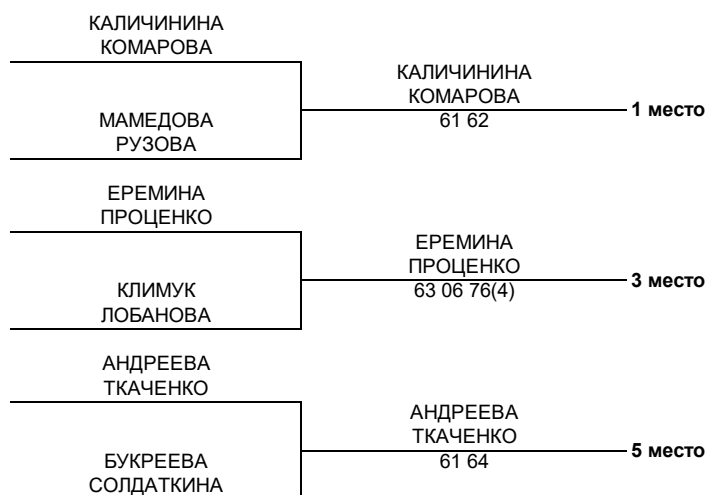 КАЛИЧИНИНА
КОМАРОВА
КАЛИЧИНИНА
КОМАРОВА
61 62
1 место
МАМЕДОВА
РУЗОВА
ЕРЕМИНА
ПРОЦЕНКО
ЕРЕМИНА
ПРОЦЕНКО
63 06 76(4)
3 место
КЛИМУК
ЛОБАНОВА
АНДРЕЕВА
ТКАЧЕНКО
АНДРЕЕВА
ТКАЧЕНКО
61 64
5 место
БУКРЕЕВА
СОЛДАТКИНА